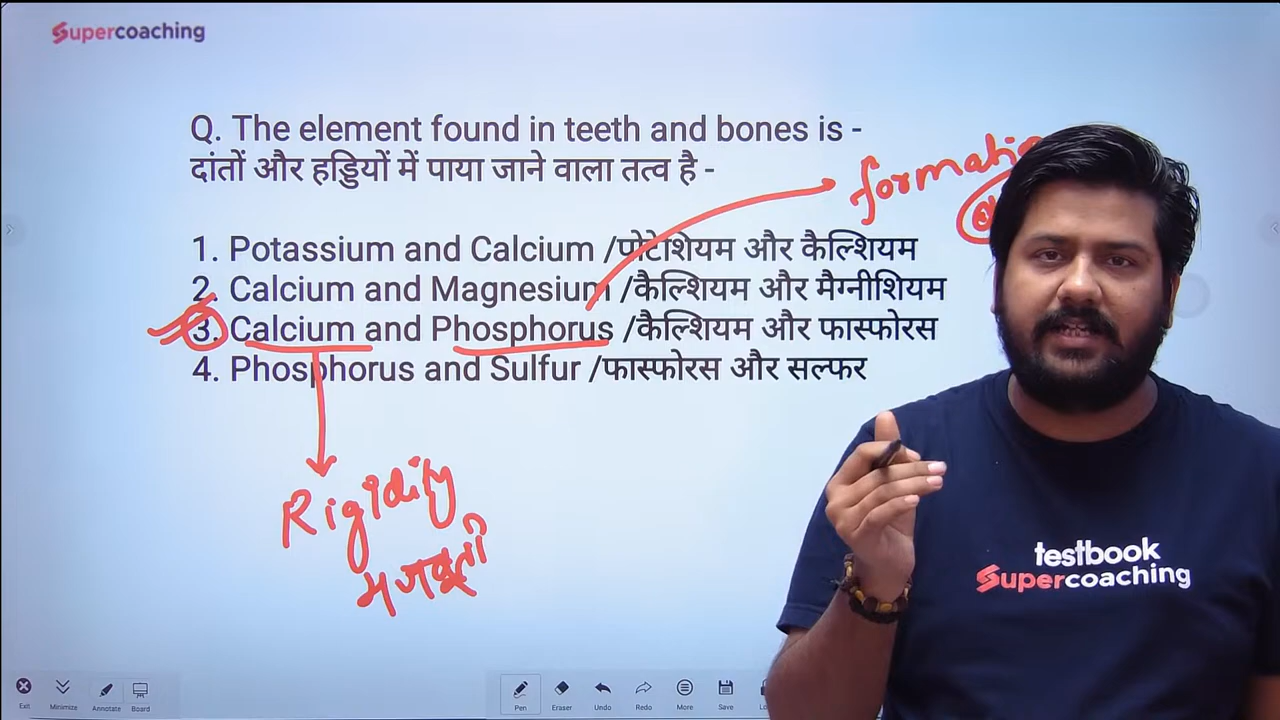 Supercoaching
Q. The element found in teeth and bones is -
दांतों और हड्डियों में पाया जाने वाला तत्व है -
1. Potassium and Calcium /पोटेशियम और कैल्शियम
2. Calcium and Magnesium /कैल्शियम और मैग्नीशियम
3. Calcium and Phosphorus /कैल्शियम और फास्फोरस
4. Phosphorus and Sulfur /फास्फोरस और सल्फर
Rigidity
मजबूती
testbook
Supercoaching
Exit Minimize Annotate Board Pen Eraser Undo Redo More Save